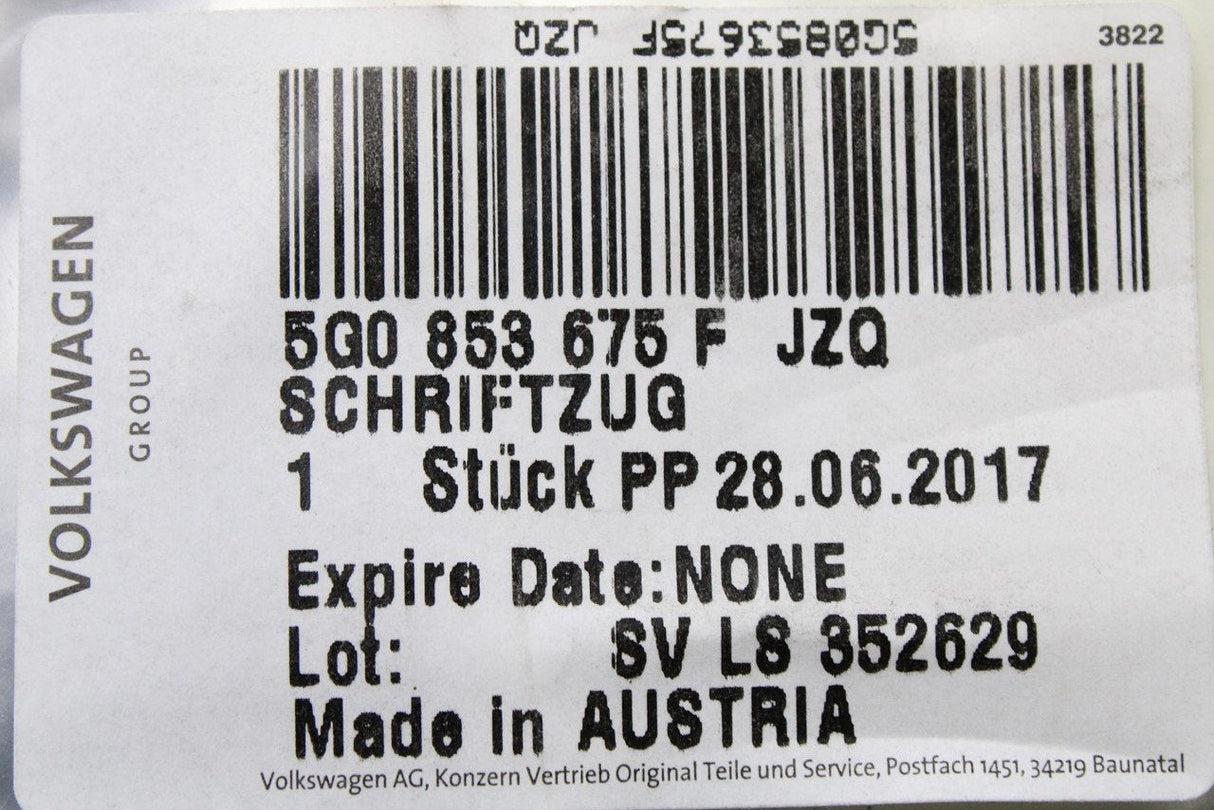 5G0853675F JZQ
3822
VOLKSWAGEN
GROUP
5G0 853 675 F JZQ
SCHRIFTZUG
1 Stück PP 28.06.2017
Expire Date:NONE
Lot: SV LS 352629
Made in AUSTRIA
Volkswagen AG, Konzern Vertrieb Original Teile und Service, Postfach 1451, 34219 Baunatal